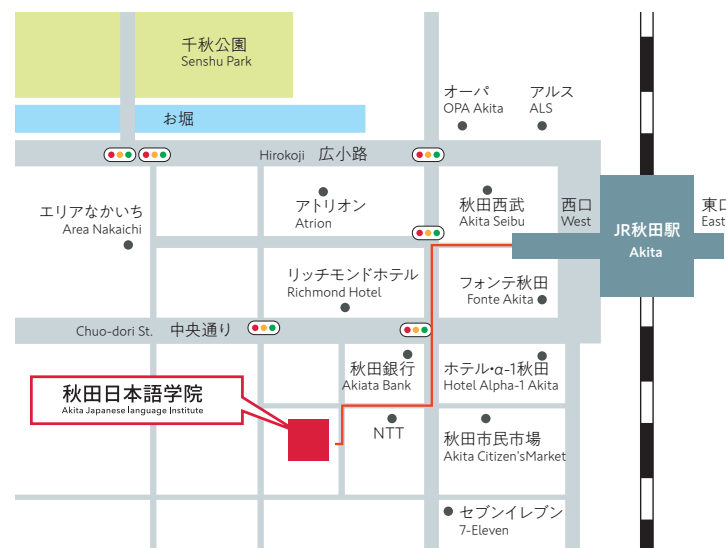 千秋公園
Senshu Park
お堀
オーパ
OPA Akita
アルス
ALS
Hirokoji 広小路
エリアなかいち
Area Nakaichi
アトリオン
Atrion
秋田西武
Akita Seibu
西口
West
JR秋田駅
Akita
東口
East
リッチモンドホテル
Richmond Hotel
フォンテ秋田
Fonte Akita
Chuo-dori St. 中央通り
秋田銀行
Akiata Bank
ホテル・α-1秋田
Hotel Alpha-1 Akita
秋田日本語学院
Akita Japanese language Institute
NTT
秋田市民市場
Akita Citizen'sMarket
セブンイレブン
7-Eleven